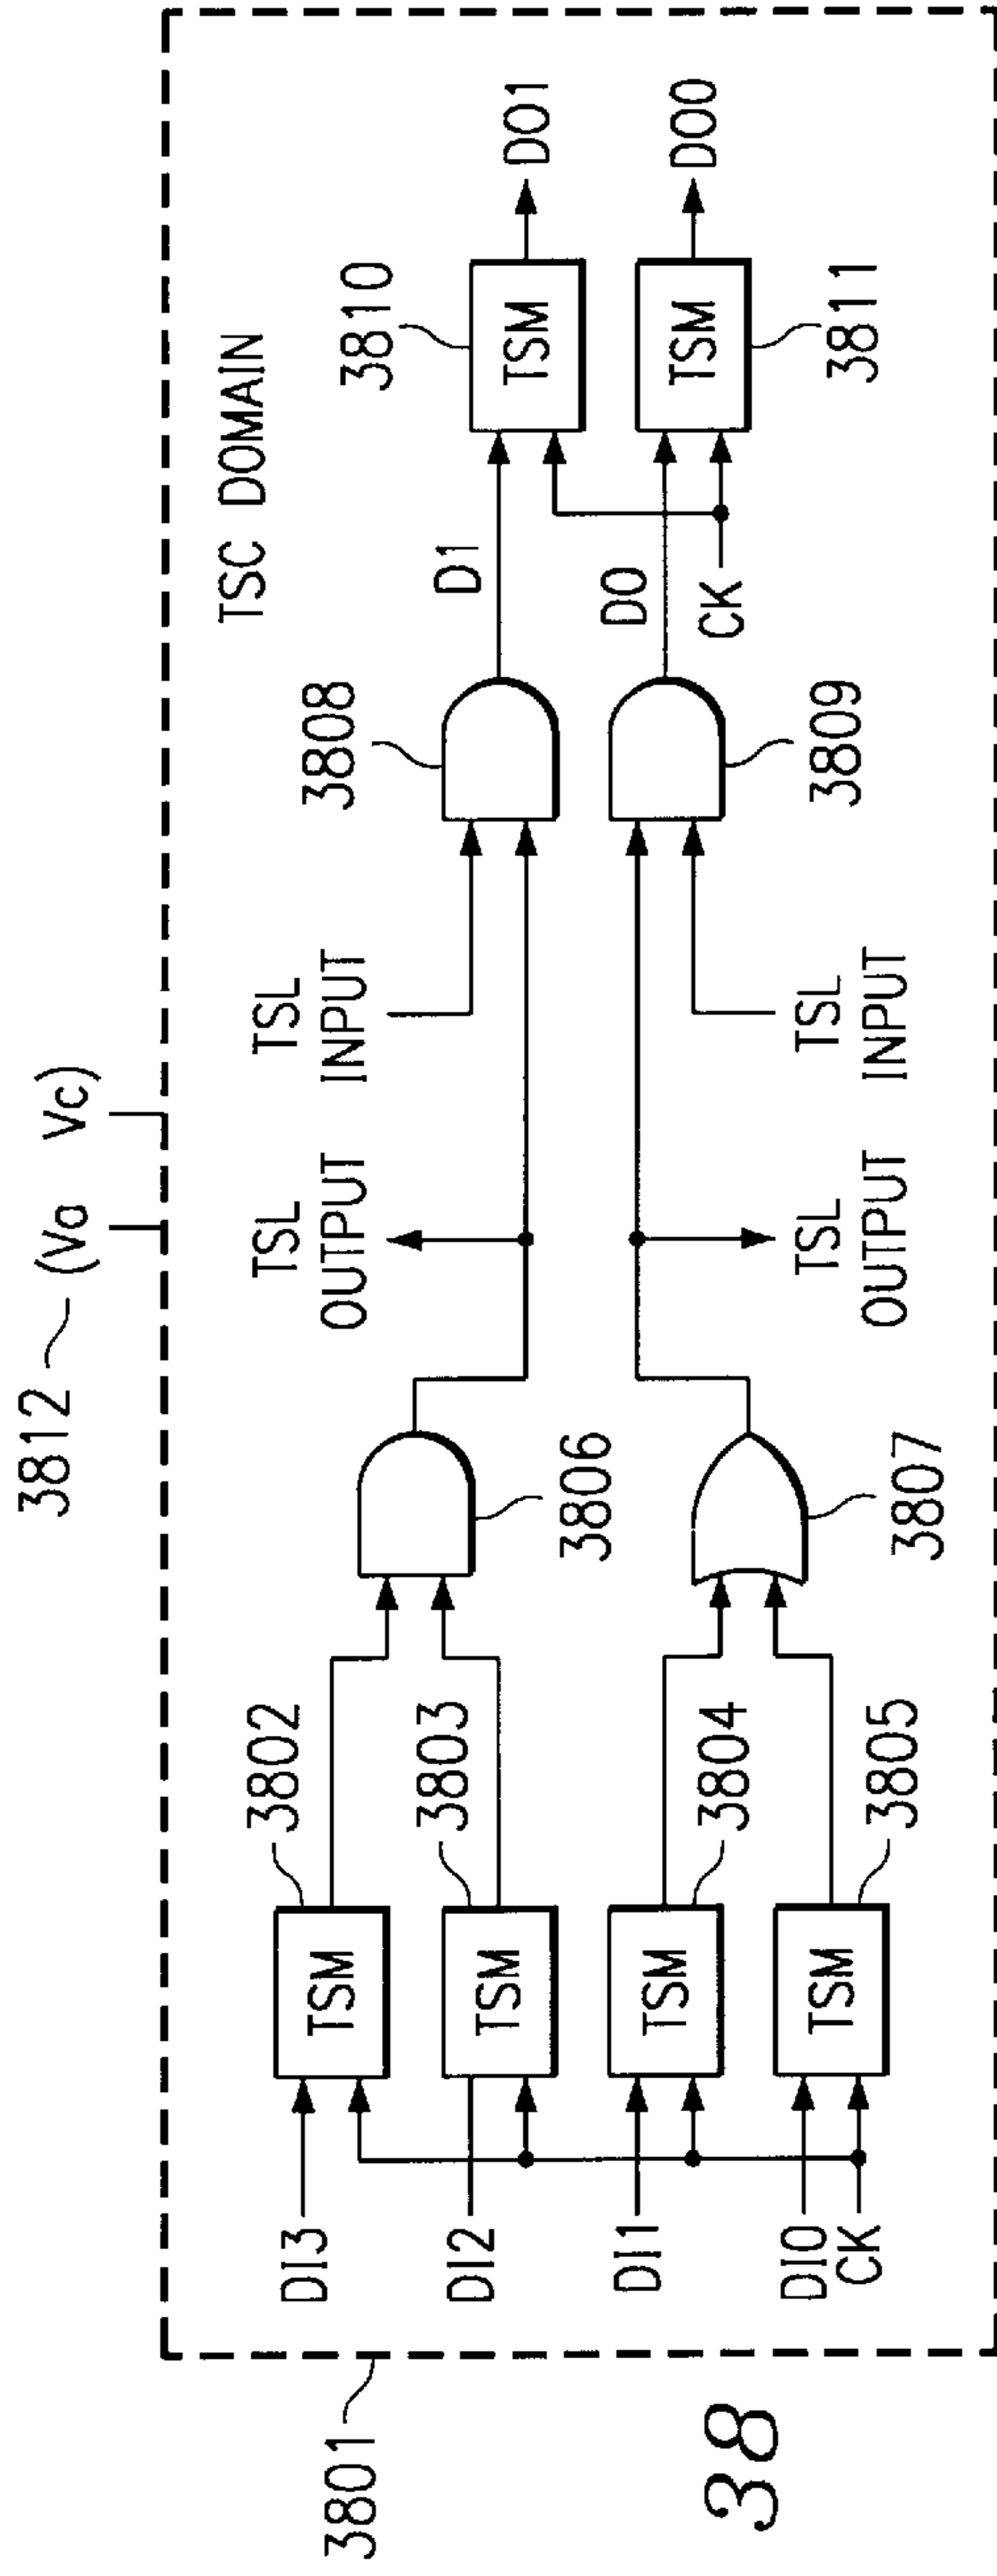 3812 (Va Vc)
TSC DOMAIN
3801
DI3
TSM
3802
DI2
TSM
3803
DI1
TSM
3804
DI0
CK
TSM
3805
3806
3807
TSL
OUTPUT
TSL
OUTPUT
TSL
INPUT
TSL
INPUT
3808
3809
D1
D0
CK
TSM
3810
TSM
3811
DO1
DO0
38